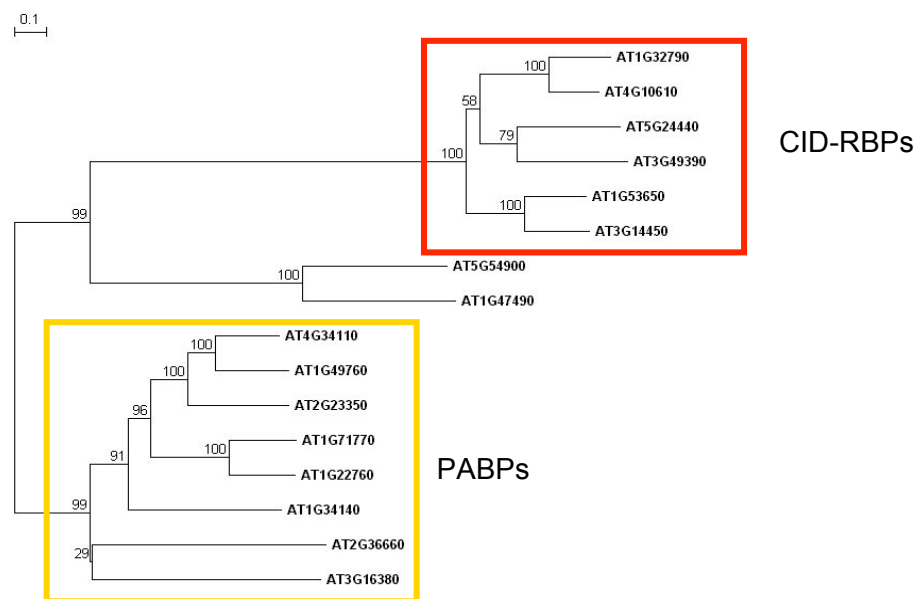 0.1
AT1G32790
100
AT4G10610
58
AT5G24440
79
CID-RBPs
100
AT3G49390
AT1G53650
100
99
AT3G14450
AT5G54900
100
AT1G47490
AT4G34110
100
AT1G49760
100
AT2G23350
96
AT1G71770
100
91
PABPs
AT1G22760
99
AT1G34140
AT2G36660
29
AT3G16380